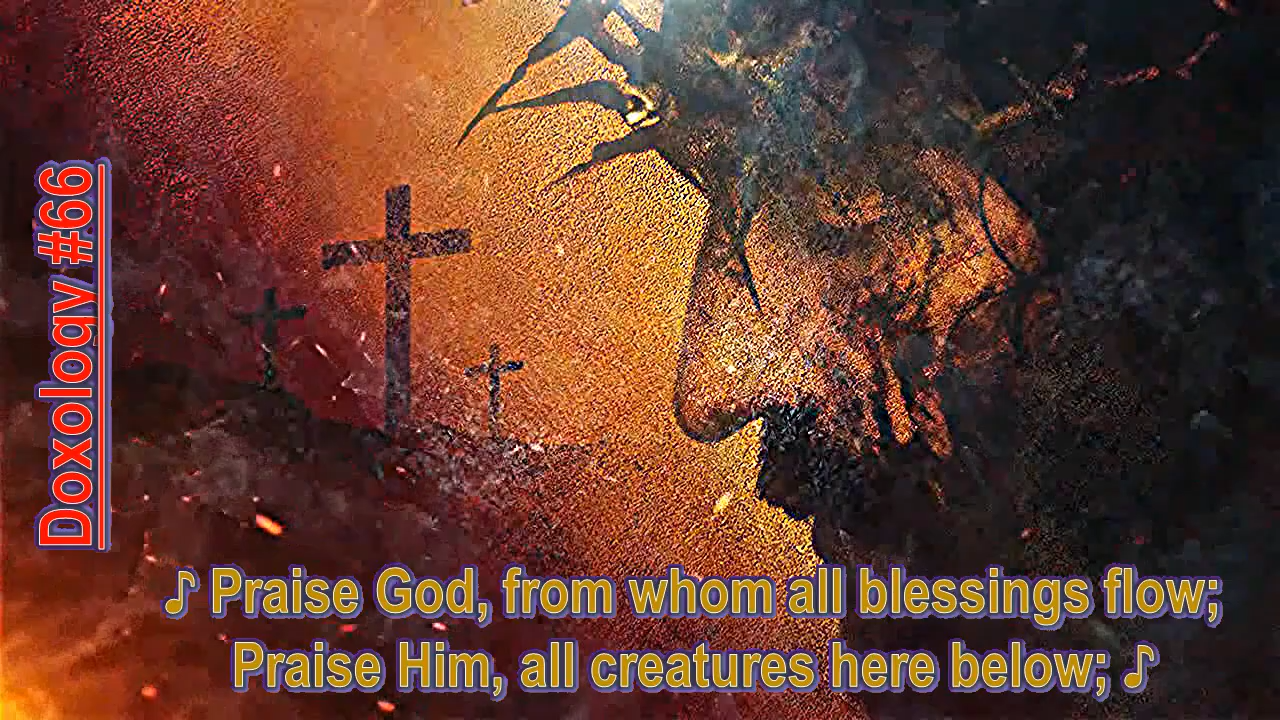 Doxology #66
♪ Praise God, from whom all blessings flow;
Praise Him, all creatures here below; ♪